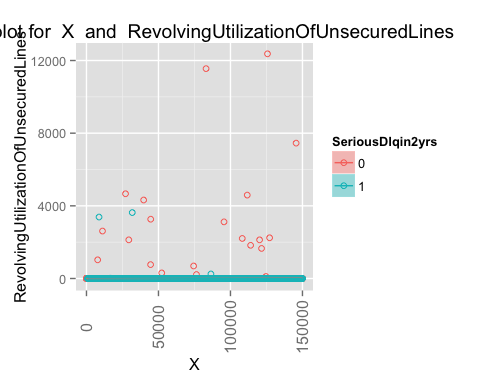 plot for X and RevolvingUtilizationOfUnsecuredLines
RevolvingUtilizationOfUnsecuredLines
12000
8000
4000
0
0
50000
100000
150000
X
SeriousDlqin2yrs
0
1